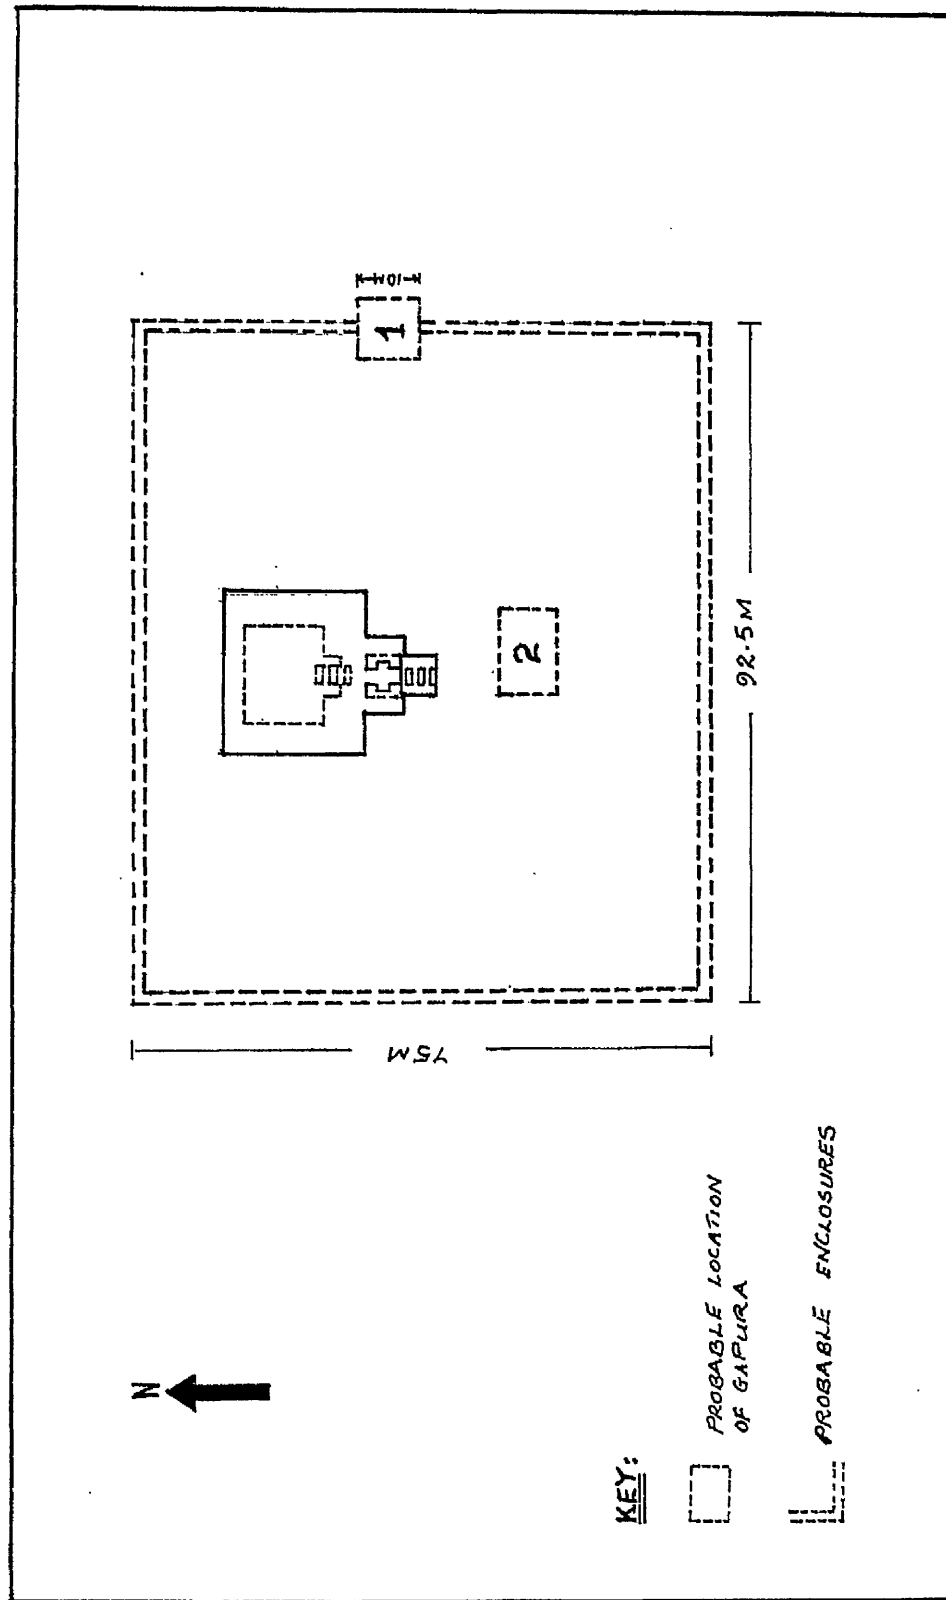 10M
1
2
92.5M
75M
N
KEY:
PROBABLE LOCATION
OF GAPURA
PROBABLE ENCLOSURES